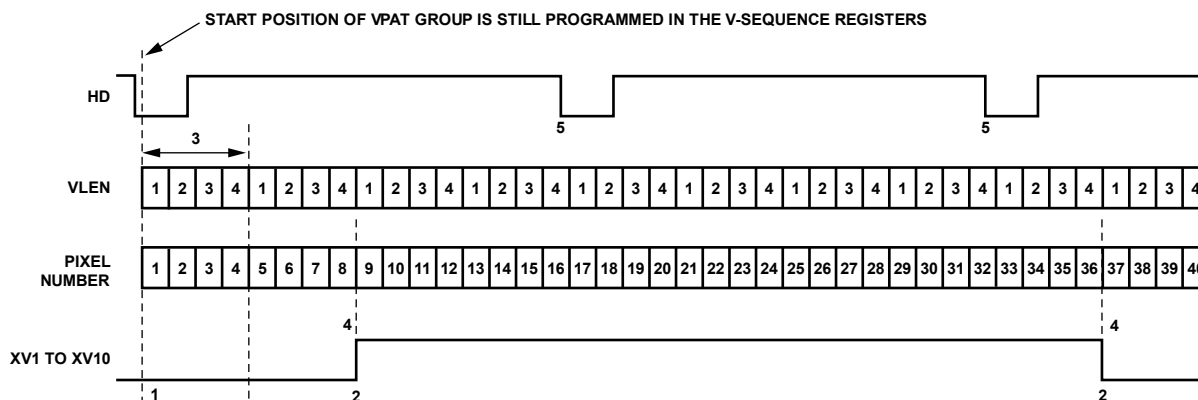 START POSITION OF VPAT GROUP IS STILL PROGRAMMED IN THE V-SEQUENCE REGISTERS
HD
5 5
3
VLEN 1 2 3 4 1 2 3 4 1 2 3 4 1 2 3 4 1 2 3 4 1 2 3 4 1 2 3 4 1 2 3 4 1 2 3 4 1 2 3 4
PIXEL
NUMBER
1 2 3 4 5 6 7 8 9 10 11 12 13 14 15 16 17 18 19 20 21 22 23 24 25 26 27 28 29 30 31 32 33 34 35 36 37 38 39 40
4 4
XV1 TO XV10
1 2 2